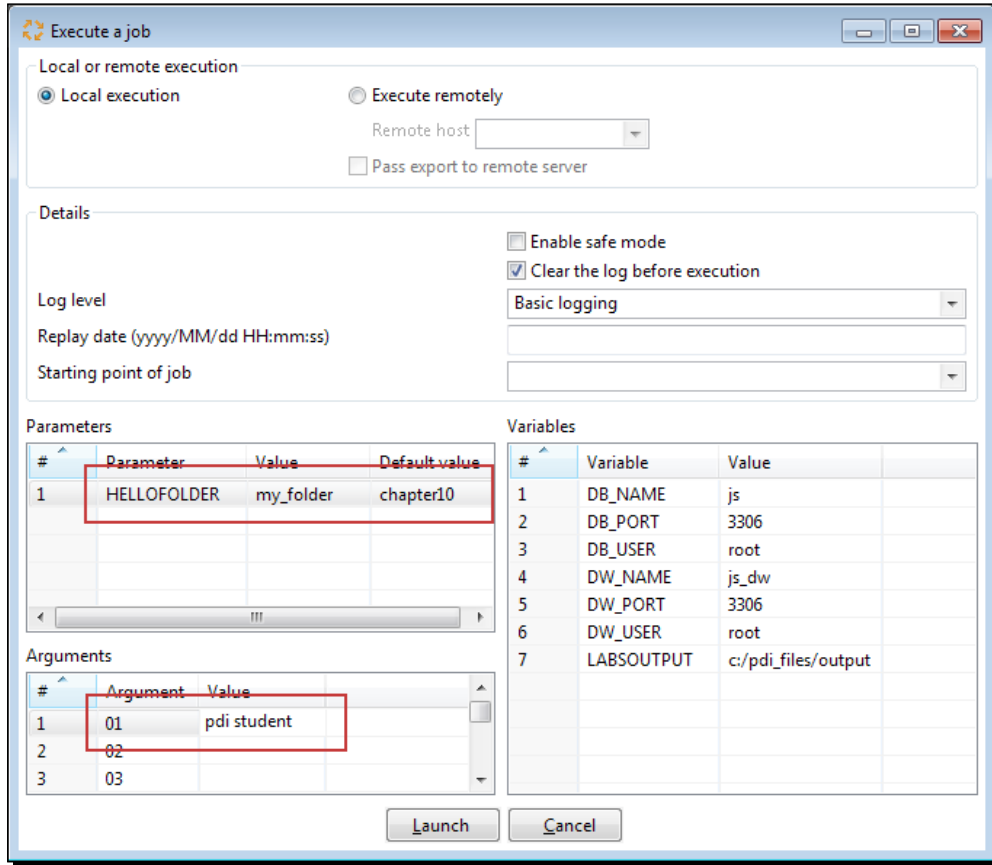 Execute a job
Local or remote execution
Local execution
Execute remotely
Remote host
Pass export to remote server
Details
Enable safe mode
Clear the log before execution
Log level
Basic logging
Replay date (yyyy/MM/dd HH:mm:ss)
Starting point of job
Parameters
# Parameter Value Default value
1 HELLOFOLDER my_folder chapter10
Variables
# Variable Value
1 DB_NAME js
2 DB_PORT 3306
3 DB_USER root
4 DW_NAME js_dw
5 DW_PORT 3306
6 DW_USER root
7 LABSOUTPUT c:/pdi_files/output
Arguments
# Argument Value
1 01 pdi student
2 02
3 03
Launch
Cancel